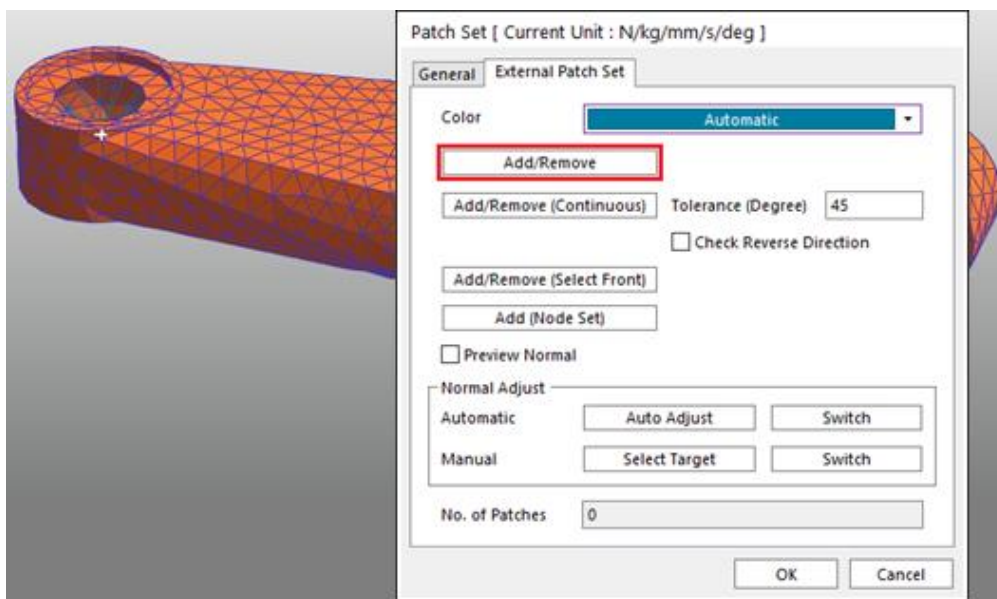 Patch Set [ Current Unit : N/kg/mm/s/deg ]
General External Patch Set
Color Automatic
Add/Remove
Add/Remove (Continuous) Tolerance (Degree) 45
Check Reverse Direction
Add/Remove (Select Front)
Add (Node Set)
Preview Normal
Normal Adjust
Automatic Auto Adjust Switch
Manual Select Target Switch
No. of Patches 0
OK Cancel